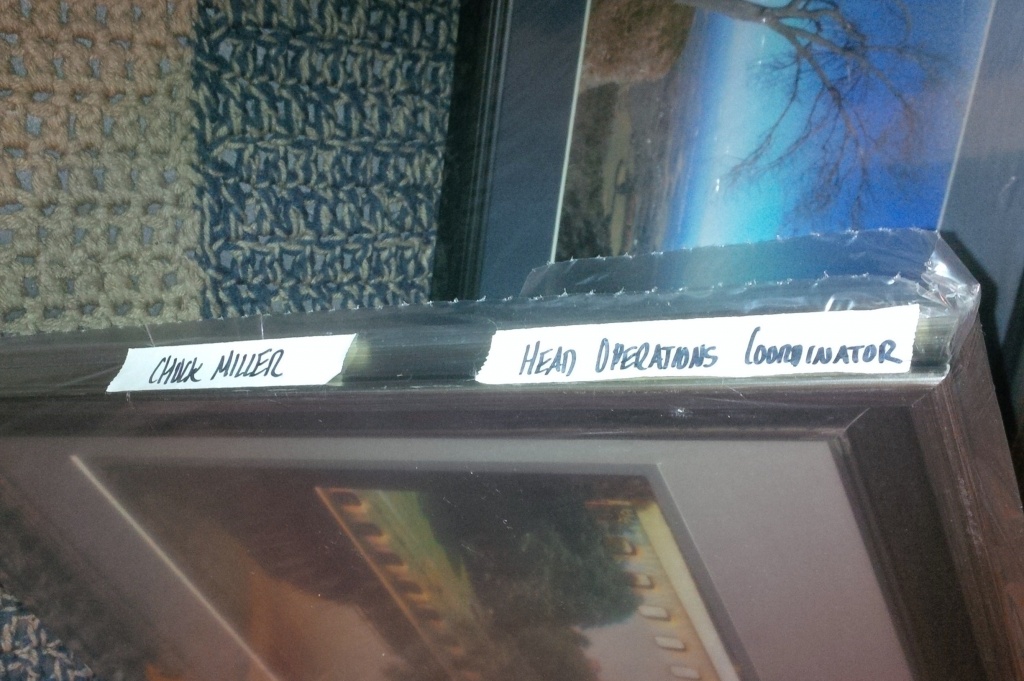 CHUCK MILLER
HEAD OPERATIONS COORDINATOR